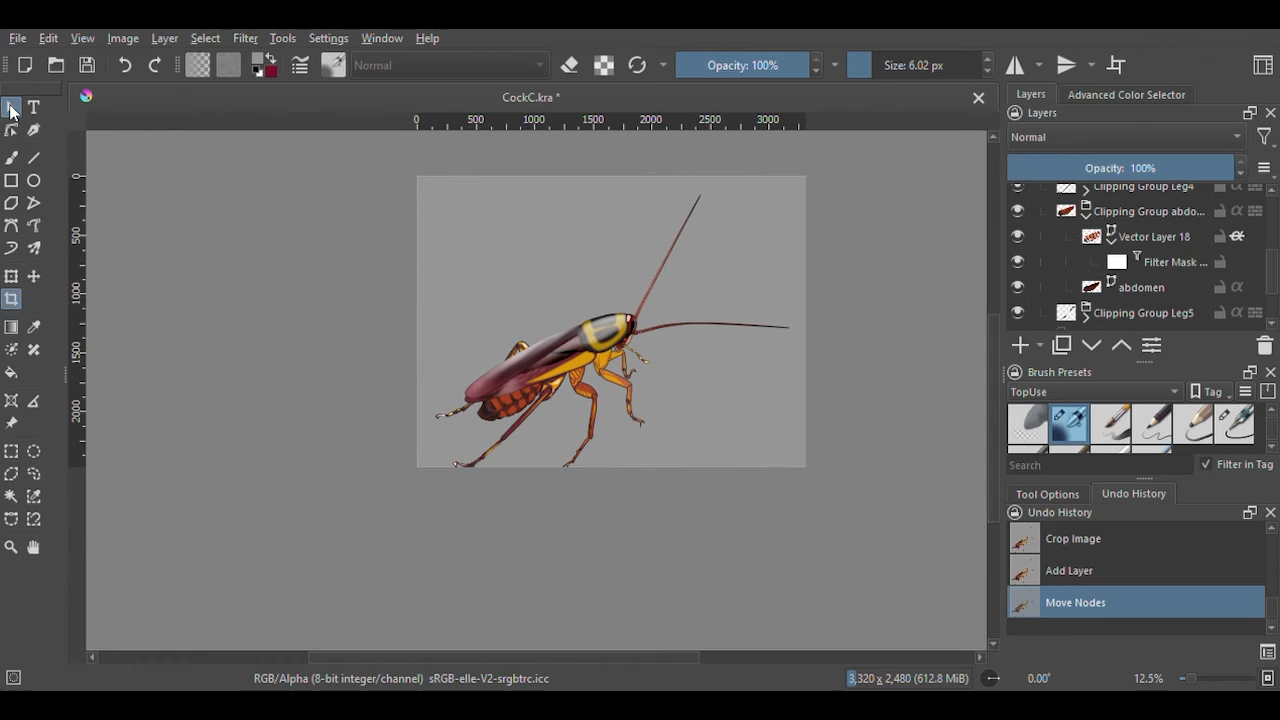 File Edit View Image Layer Select Filter Tools Settings Window Help
Normal Opacity: 100% Size: 6.02 px
CockC.kra *
Layers Advanced Color Selector
Layers
Normal
Opacity: 100%
Clipping Group Leg4
Clipping Group abdo...
Vector Layer 18
Filter Mask ...
abdomen
Clipping Group Leg5
Brush Presets
TopUse Tag
Search Filter in Tag
Tool Options Undo History
Undo History
Crop Image
Add Layer
Move Nodes
0 500 1000 1500 2000 2500 3000
0
500
1000
1500
2000
RGB/Alpha (8-bit integer/channel) sRGB-elle-V2-srgbtrc.icc 3,320 x 2,480 (612.8 MiB) 0.00° 12.5%